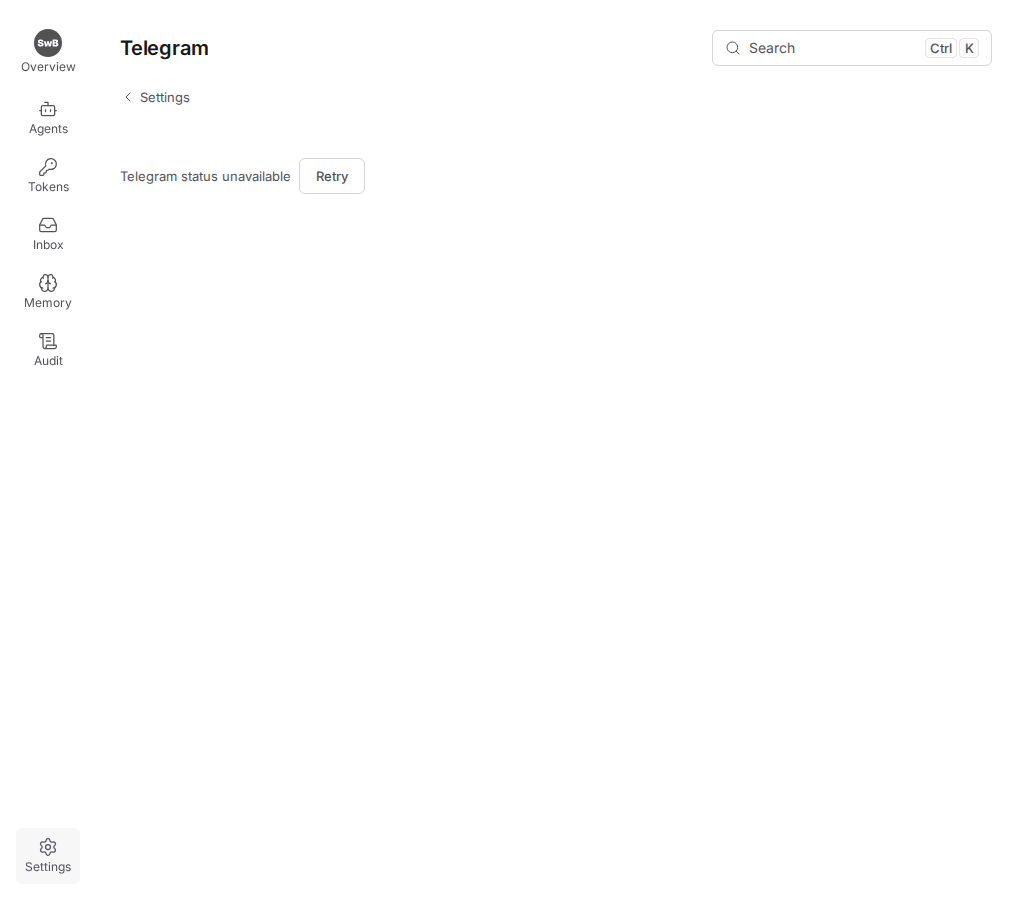 SwB
Overview
Agents
Tokens
Inbox
Memory
Audit
Settings
Telegram
Search
Ctrl K
Settings
Telegram status unavailable
Retry